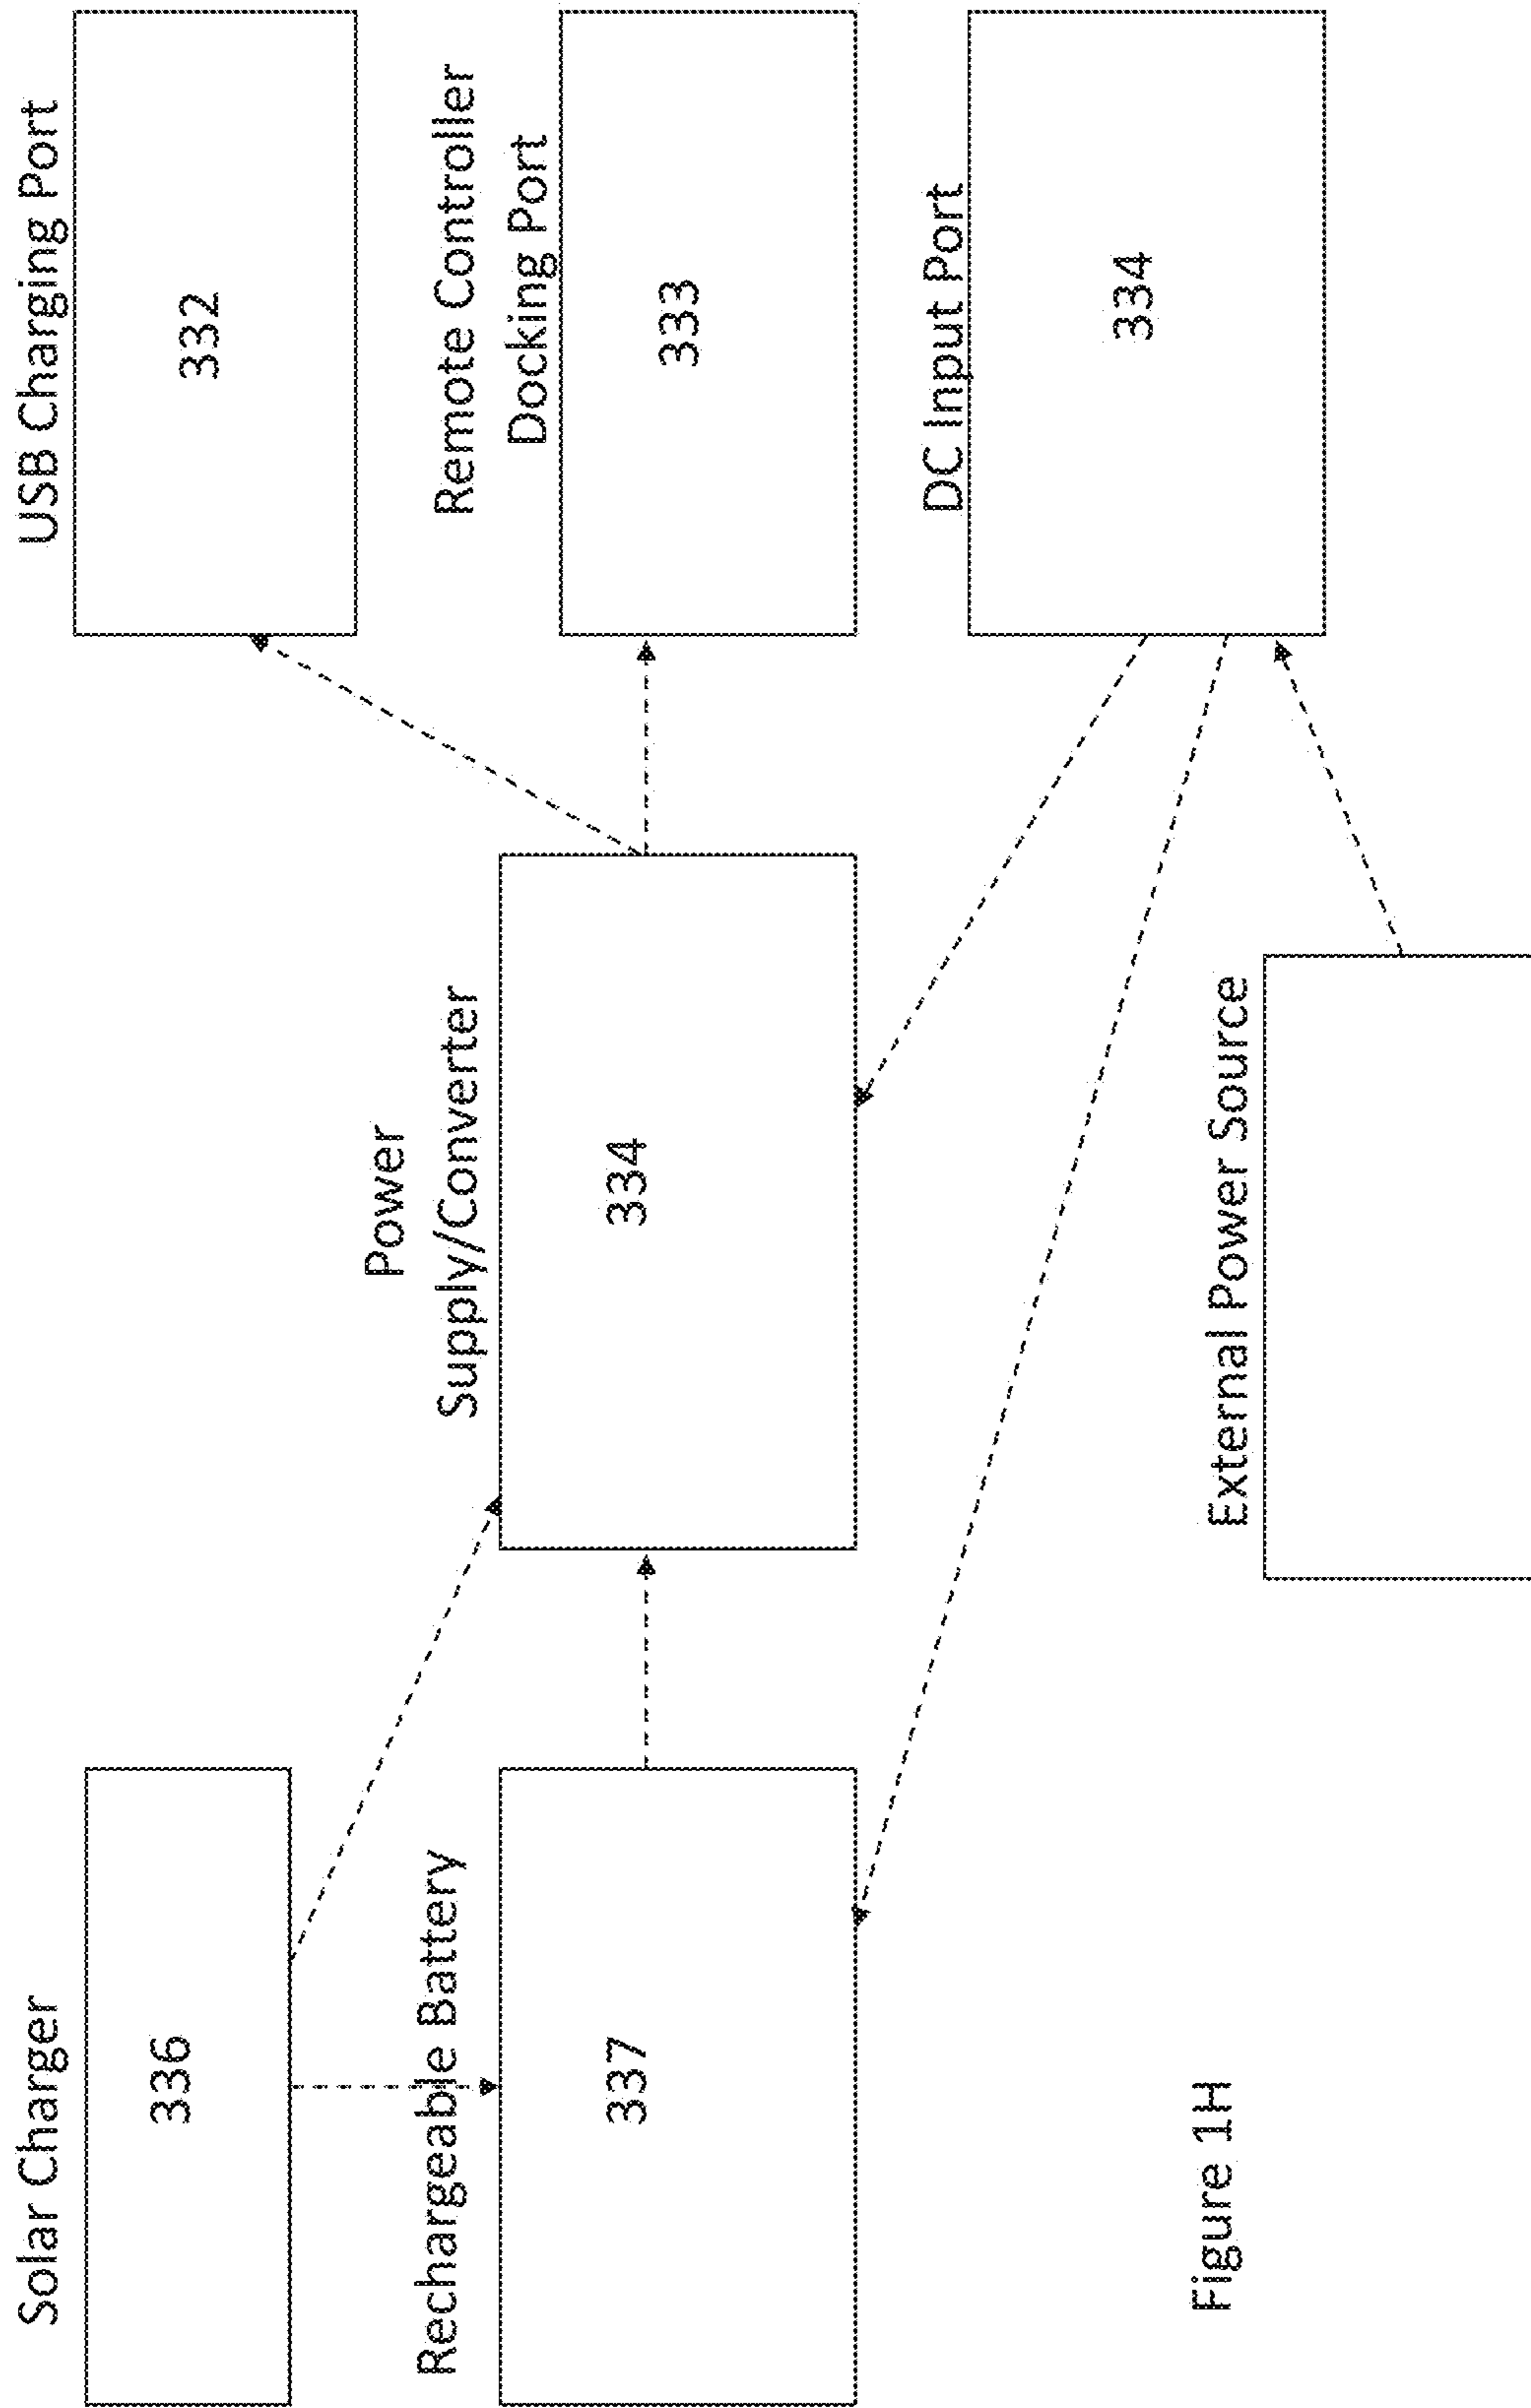 Solar Charger
336
Rechargeable Battery
337
Power
Supply/Converter
334
USB Charging Port
332
Remote Controller
Docking Port
333
DC Input Port
334
External Power Source
Figure 1H